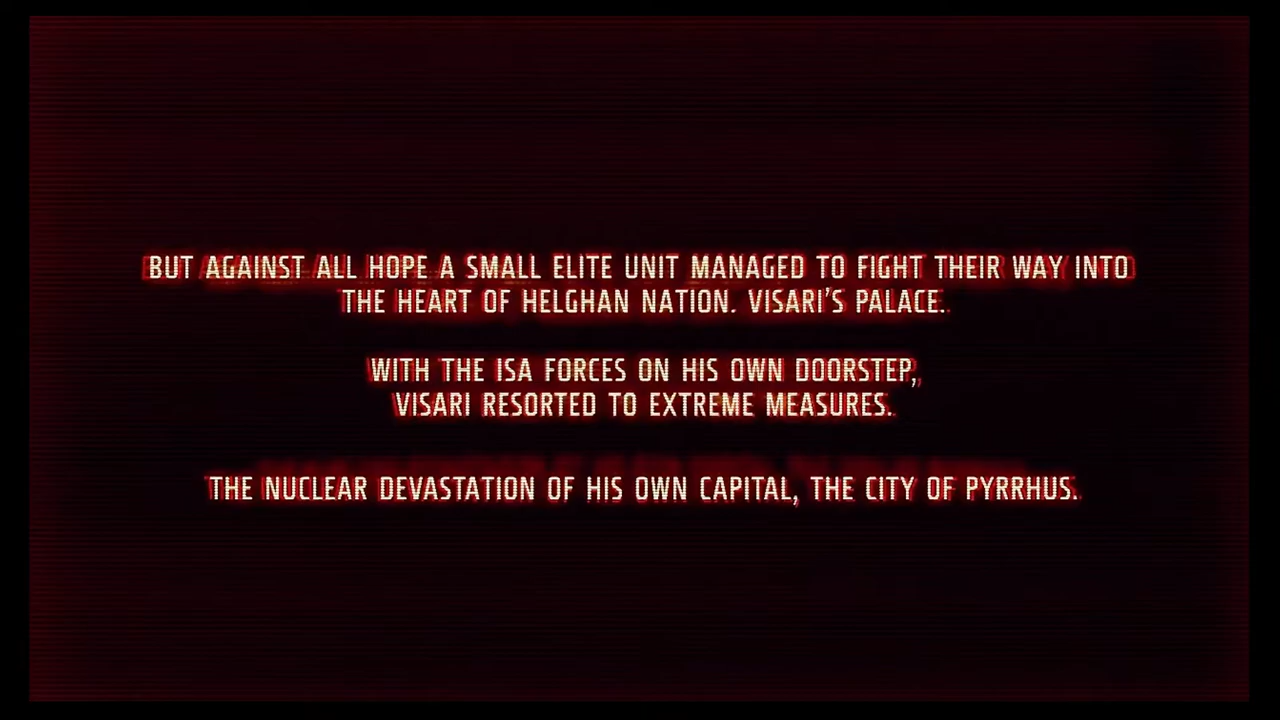 BUT AGAINST ALL HOPE A SMALL ELITE UNIT MANAGED TO FIGHT THEIR WAY INTO
THE HEART OF HELGHAN NATION. VISARI'S PALACE.
WITH THE ISA FORCES ON HIS OWN DOORSTEP,
VISARI RESORTED TO EXTREME MEASURES.
THE NUCLEAR DEVASTATION OF HIS OWN CAPITAL, THE CITY OF PYRRHUS.